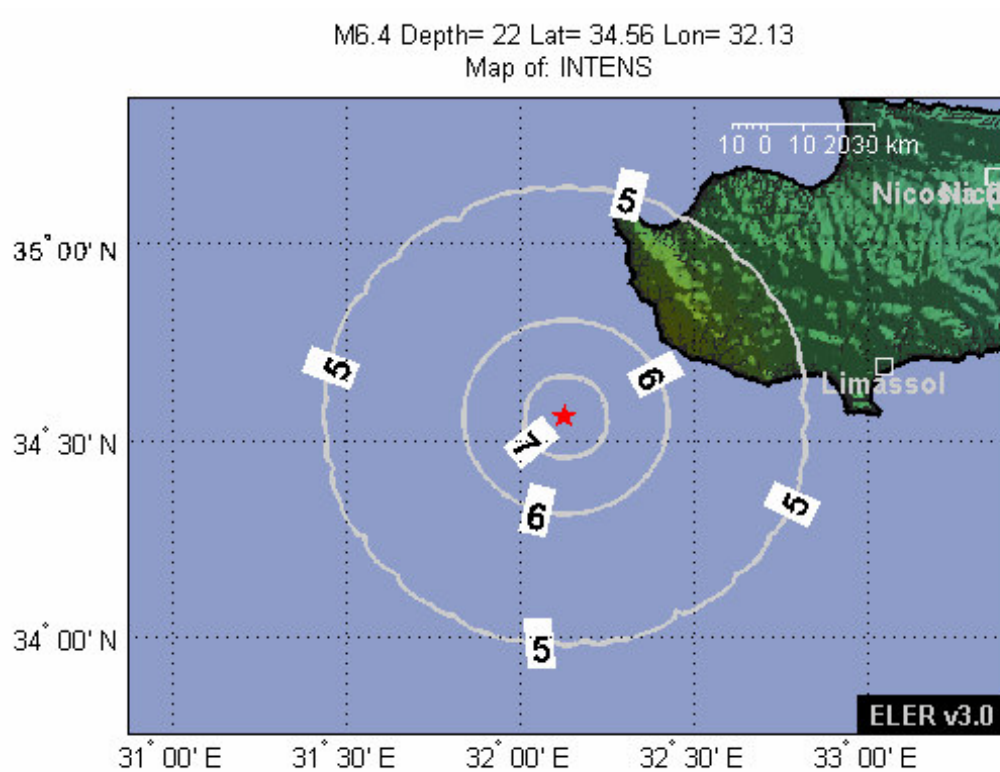 M6.4 Depth= 22 Lat= 34.56 Lon= 32.13
Map of: INTENS
10 0 10 2030 km
5
Nicosia
35° 00' N
5
6
Limassol
7
34° 30' N
6
5
34° 00' N
5
ELER v3.0
31° 00' E
31° 30' E
32° 00' E
32° 30' E
33° 00' E